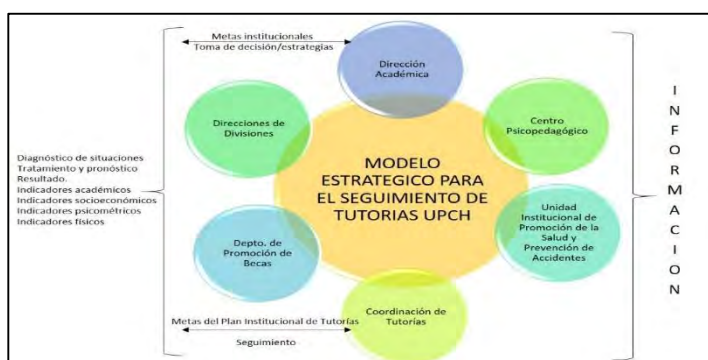 Metas institucionales
Toma de decisión/estrategias
Dirección
Académica
Direcciones de
Divisiones
Centro
Psicopedagógico
Diagnóstico de situaciones
Tratamiento y pronóstico
Resultado.
Indicadores académicos
Indicadores socioeconómicos
Indicadores psicométricos
Indicadores físicos
MODELO
ESTRATEGICO PARA
EL SEGUIMIENTO DE
TUTORIAS UPCH
Depto. de
Promoción de
Becas
Unidad
Institucional de
Promoción de la
Salud y
Prevención de
Accidentes
Metas del Plan Institucional de Tutorías
Seguimiento
Coordinación de
Tutorías
I
N
F
O
R
M
A
C
I
O
N